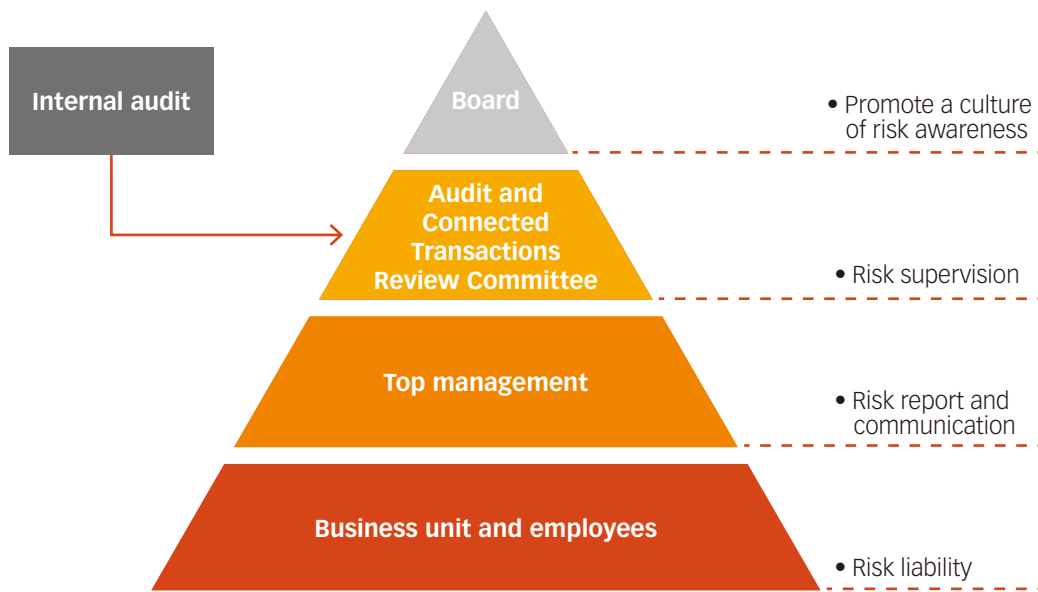 Internal audit
Board
• Promote a culture
of risk awareness
Audit and
Connected
Transactions
Review Committee
• Risk supervision
Top management
• Risk report and
communication
Business unit and employees
• Risk liability